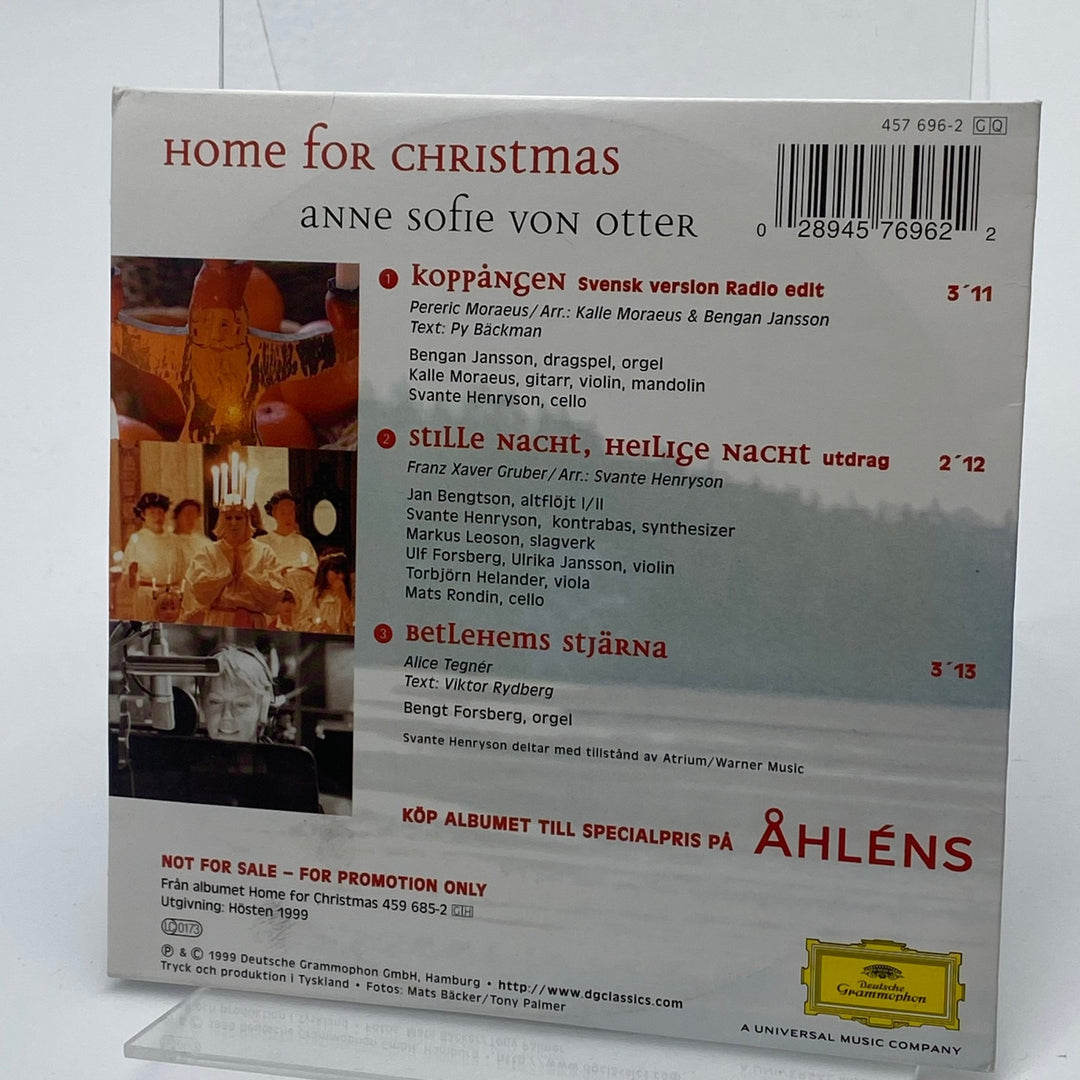 457 696-2 GQ
Home for Christmas
Anne Sofie von Otter
0 28945 76962 2
1 Koppången Svensk version Radio edit 3´11
Pereric Moraeus/Arr.: Kalle Moraeus & Bengan Jansson
Text: Py Bäckman
Bengan Jansson, dragspel, orgel
Kalle Moraeus, gitarr, violin, mandolin
Svante Henryson, cello
2 Stille Nacht, Heilige Nacht utdrag 2´12
Franz Xaver Gruber/Arr.: Svante Henryson
Jan Bengtson, altflöjt I/II
Svante Henryson, kontrabas, synthesizer
Markus Leoson, slagverk
Ulf Forsberg, Ulrika Jansson, violin
Torbjörn Helander, viola
Mats Rondin, cello
3 Betlehems Stjärna 3´13
Alice Tegnér
Text: Viktor Rydberg
Bengt Forsberg, orgel
Svante Henryson deltar med tillstånd av Atrium/Warner Music
KÖP ALBUMET TILL SPECIALPRIS PÅ ÅHLÉNS
NOT FOR SALE – FOR PROMOTION ONLY
Från albumet Home for Christmas 459 685-2 GH
Utgivning: Hösten 1999
LC 0173
℗ & © 1999 Deutsche Grammophon GmbH, Hamburg • http://www.dgclassics.com
Tryck och produktion i Tyskland • Fotos: Mats Bäcker/Tony Palmer
Deutsche
Grammophon
A UNIVERSAL MUSIC COMPANY